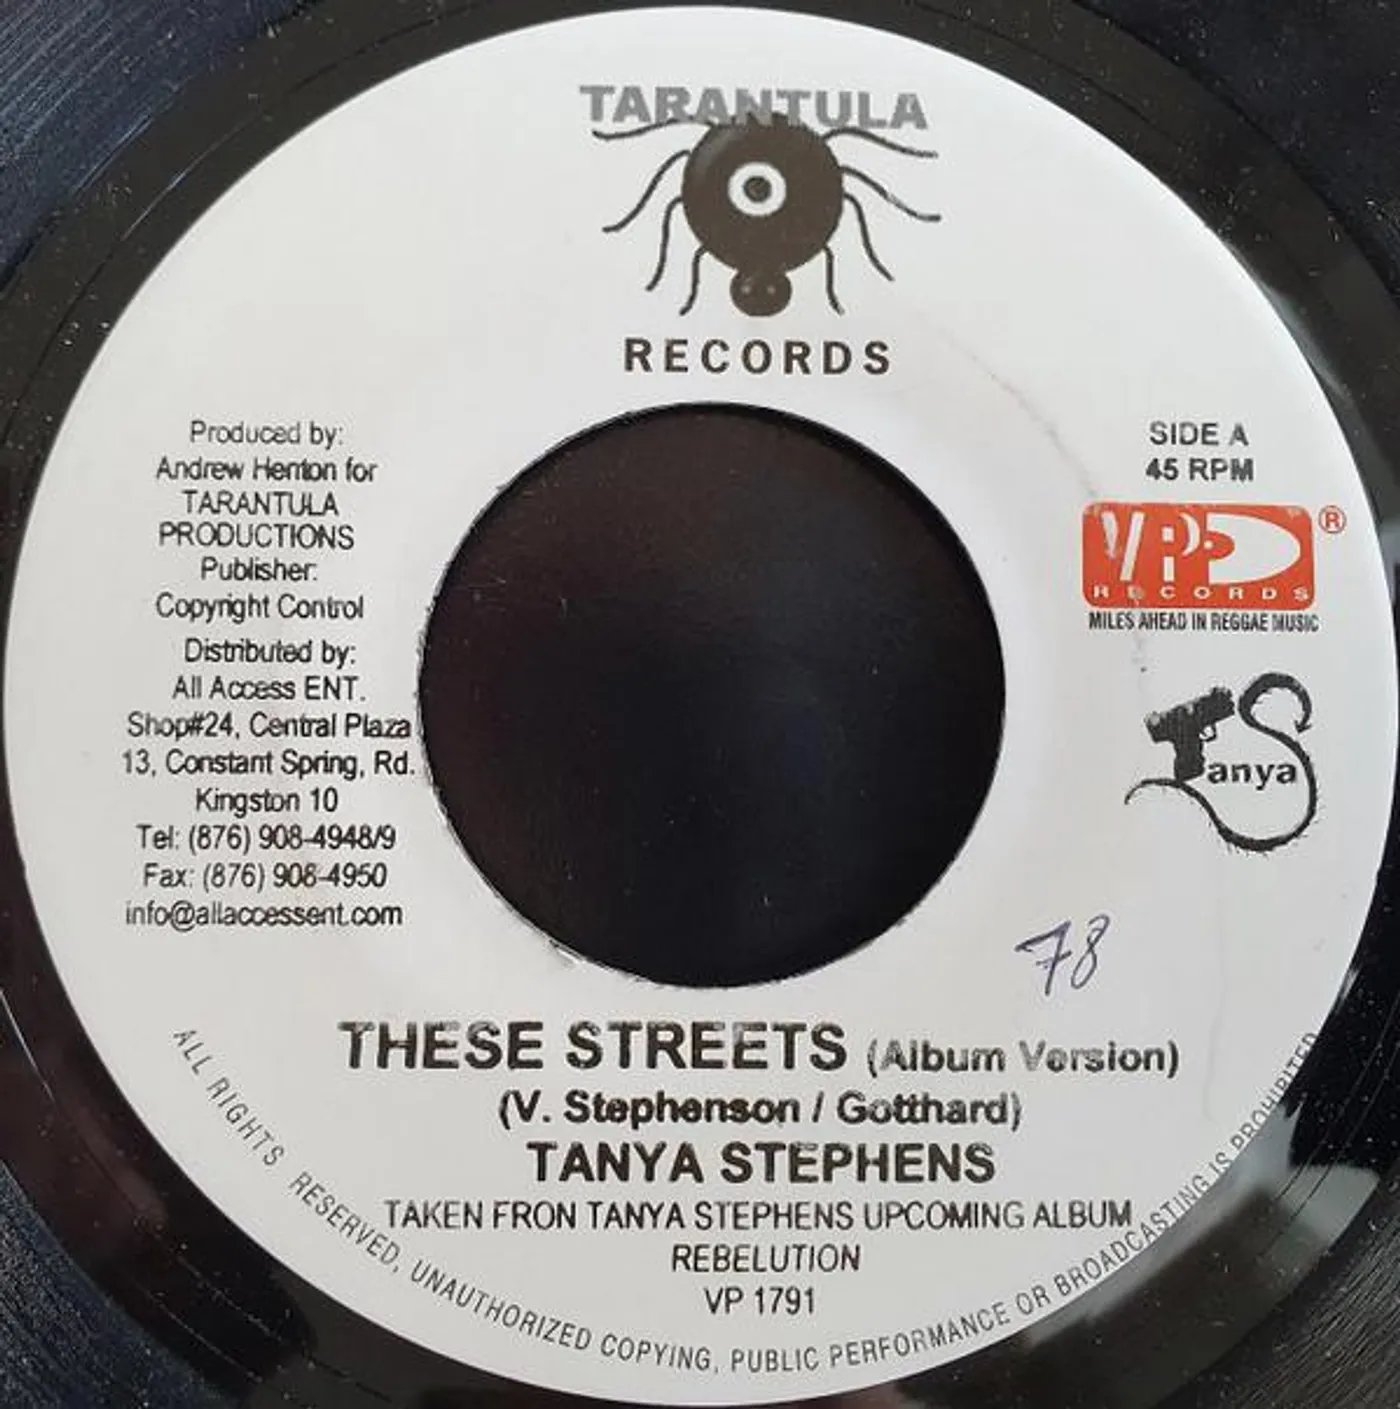 TARANTULA
RECORDS
Produced by:
Andrew Henton for
TARANTULA
PRODUCTIONS
Publisher:
Copyright Control
Distributed by:
All Access ENT.
Shop#24, Central Plaza
13, Constant Spring, Rd.
Kingston 10
Tel: (876) 908-4948/9
Fax: (876) 908-4950
info@allaccessent.com
SIDE A
45 RPM
VP
RECORDS
®
MILES AHEAD IN REGGAE MUSIC
Tanya S
78
THESE STREETS (Album Version)
(V. Stephenson / Gotthard)
TANYA STEPHENS
TAKEN FRON TANYA STEPHENS UPCOMING ALBUM
REBELUTION
VP 1791
ALL RIGHTS RESERVED, UNAUTHORIZED COPYING, PUBLIC PERFORMANCE OR BROADCASTING IS PROHIBITED